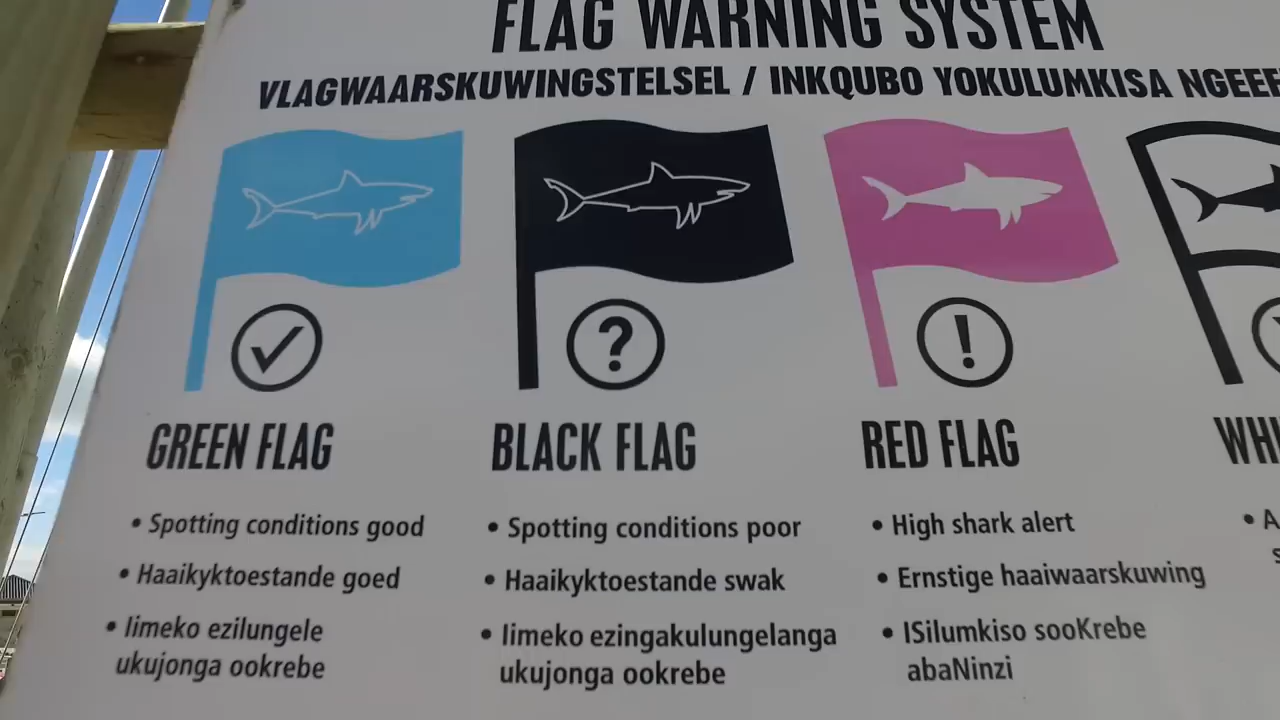 FLAG WARNING SYSTEM
VLAGWAARSKUWINGSTELSEL / INKQUBO YOKULUMKISA
GREEN FLAG
• Spotting conditions good
• Haaikyktoestande goed
• Iimeko ezilungele
ukujonga ookrebe
BLACK FLAG
• Spotting conditions poor
• Haaikyktoestande swak
• Iimeko ezingakulungelanga
ukujonga ookrebe
RED FLAG
• High shark alert
• Ernstige haaiwaarskuwing
• ISilumkiso sooKrebe
abaNinzi